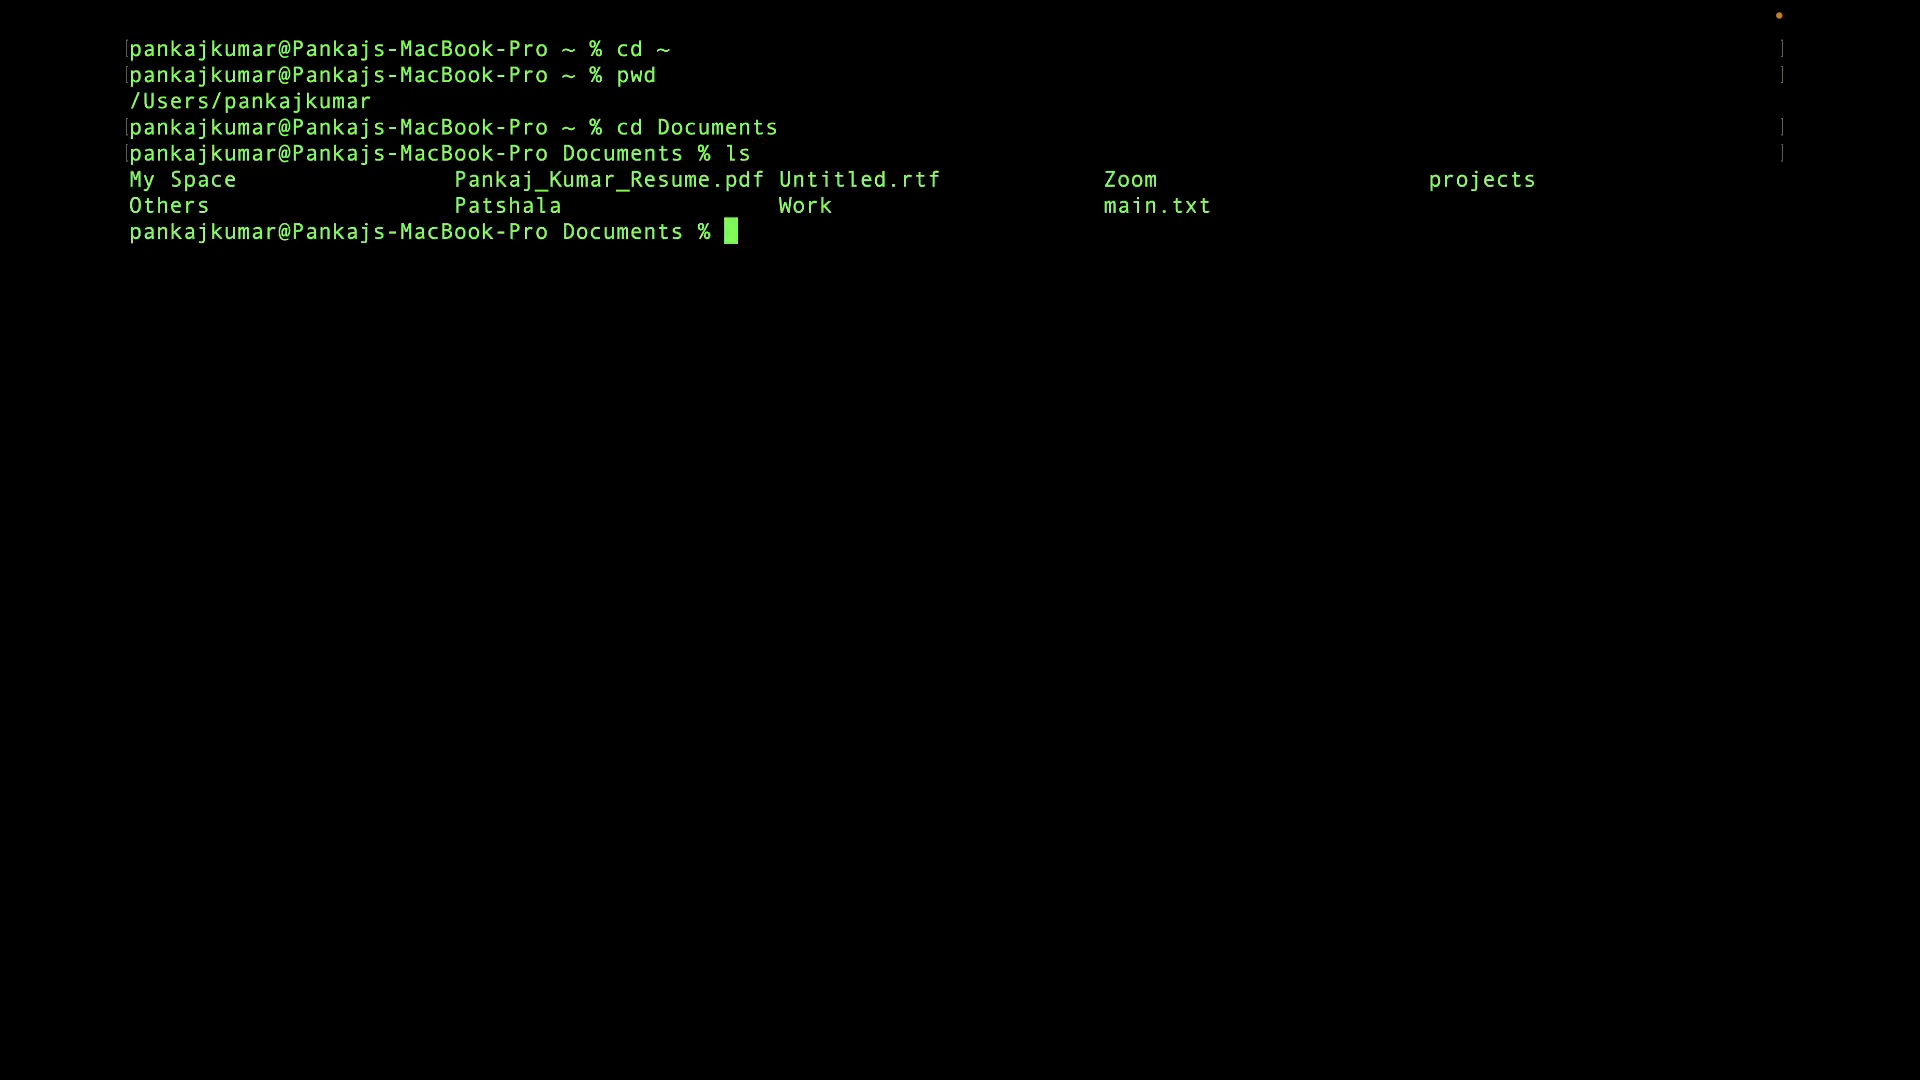 pankajkumar@Pankajs-MacBook-Pro ~ % cd ~
pankajkumar@Pankajs-MacBook-Pro ~ % pwd
/Users/pankajkumar
pankajkumar@Pankajs-MacBook-Pro ~ % cd Documents
pankajkumar@Pankajs-MacBook-Pro Documents % ls
My Space Pankaj_Kumar_Resume.pdf Untitled.rtf Zoom projects
Others Patshala Work main.txt
pankajkumar@Pankajs-MacBook-Pro Documents %